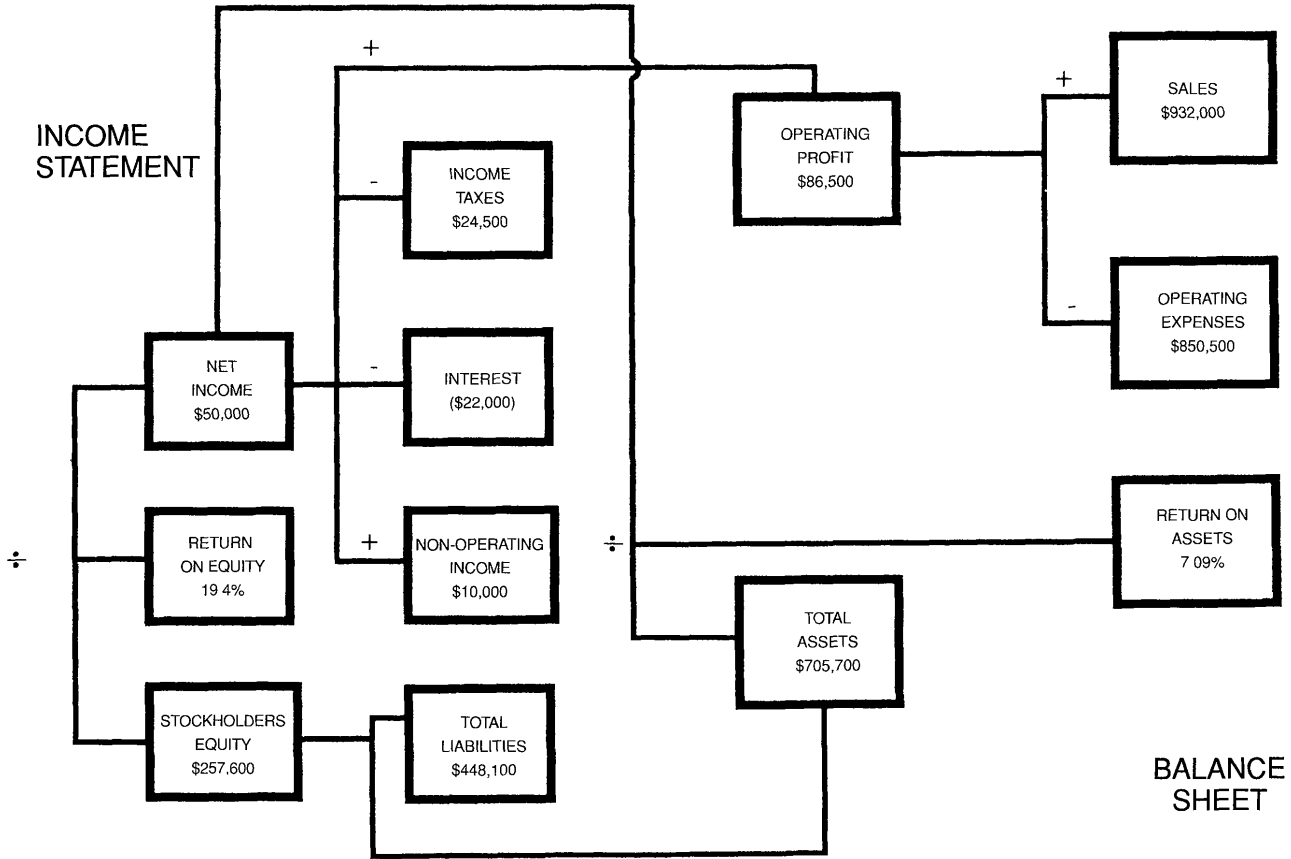 +
+
SALES
$932,000
INCOME
STATEMENT
OPERATING
PROFIT
$86,500
-
INCOME
TAXES
$24,500
-
OPERATING
EXPENSES
$850,500
NET
INCOME
$50,000
-
INTEREST
($22,000)
÷
RETURN
ON EQUITY
19 4%
+
NON-OPERATING
INCOME
$10,000
÷
RETURN ON
ASSETS
7 09%
TOTAL
ASSETS
$705,700
STOCKHOLDERS
EQUITY
$257,600
TOTAL
LIABILITIES
$448,100
BALANCE
SHEET